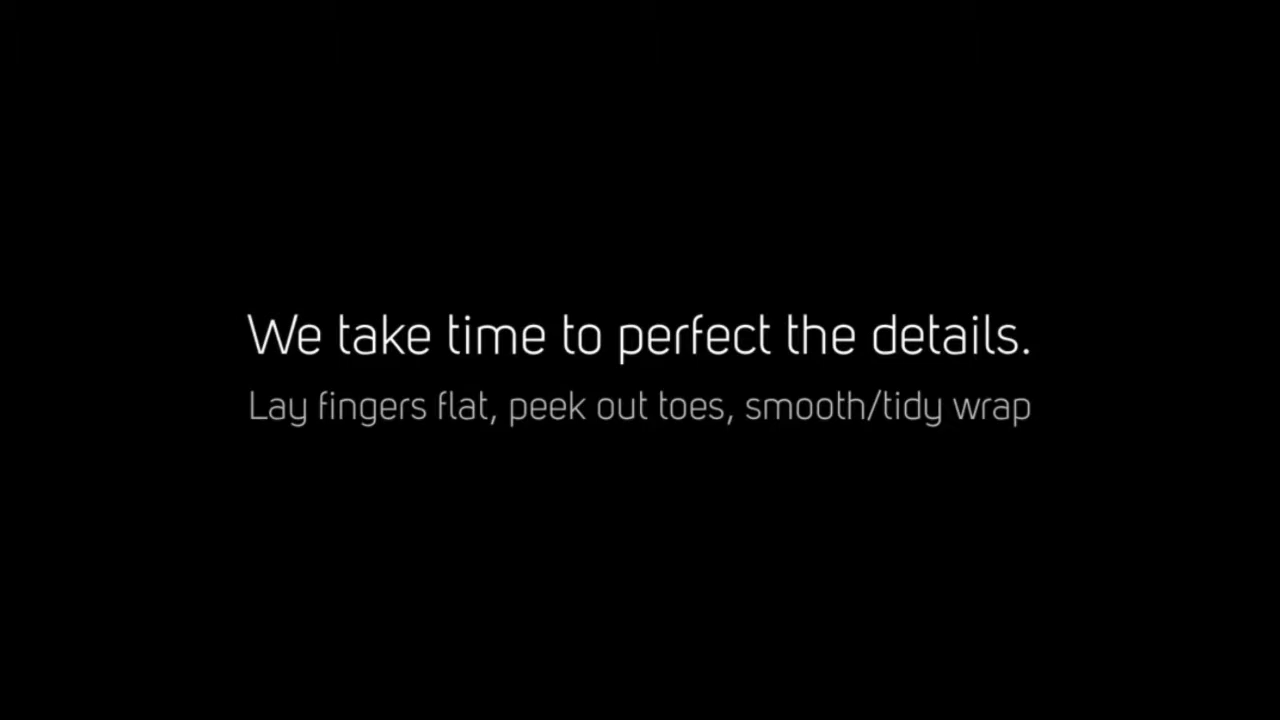 We take time to perfect the details.
Lay fingers flat, peek out toes, smooth/tidy wrap